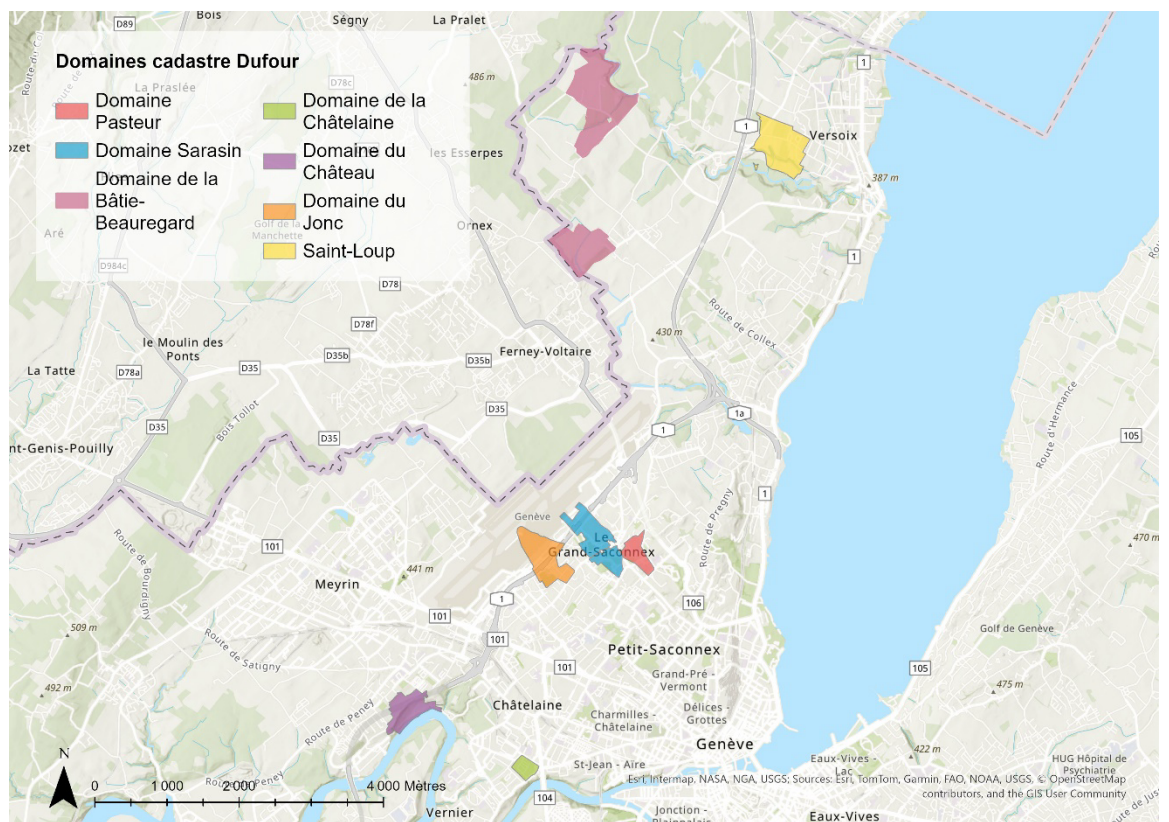 Domaines cadastre Dufour
Domaine
Pasteur
Domaine Sarasin
Domaine de la
Bâtie-
Beauregard
Domaine de la
Châtelaine
Domaine du
Château
Domaine du
Jonc
Saint-Loup
D89
Bois
Ségny
La Pralet
486 m
La Praslée
D78c
les Esserpes
ozet
Aré
Golf de la
Manchette
Ornex
D984c
D78
D78f
le Moulin des
Ponts
D35b
D35b
Ferney-Voltaire
La Tatte
D78a
D35
D35
D35
D35
Bois Tollot
nt-Genis-Pouilly
1
1
Versoix
387 m
1
430 m
Route de Collex
1
1a
1
Route d'Hermance
105
Route de Pregny
Genève
Le
Grand-Saconnex
101
Meyrin
441 m
Route de Bourdigny
470 m
1
101
101
106
101
509 m
Route de Satigny
Petit-Saconnex
Golf de Genève
105
Grand-Pré -
Vermont
492 m
475 m
Route de Peney
Châtelaine
Charmilles -
Châtelaine
Délices -
Grottes
Genève
422 m
N
0 1 000 2 000 4 000 Mètres
St-Jean - Aire
Eaux-Vives -
Lac
HUG Hôpital de
Psychiatrie
Esri, Intermap, NASA, NGA, USGS; Sources: Esri, TomTom, Garmin, FAO, NOAA, USGS, © OpenStreetMap
contributors, and the GIS User Community
104
Vernier
Jonction -
Plainpalais
Eaux-Vives